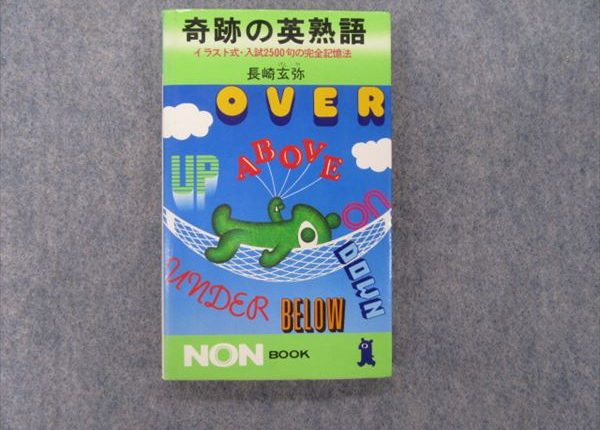 奇跡の英熟語
イラスト式・入試2500句の完全記憶法
長崎玄弥
OVER
UP
ABOVE
ON
DOWN
UNDER
BELOW
NON BOOK